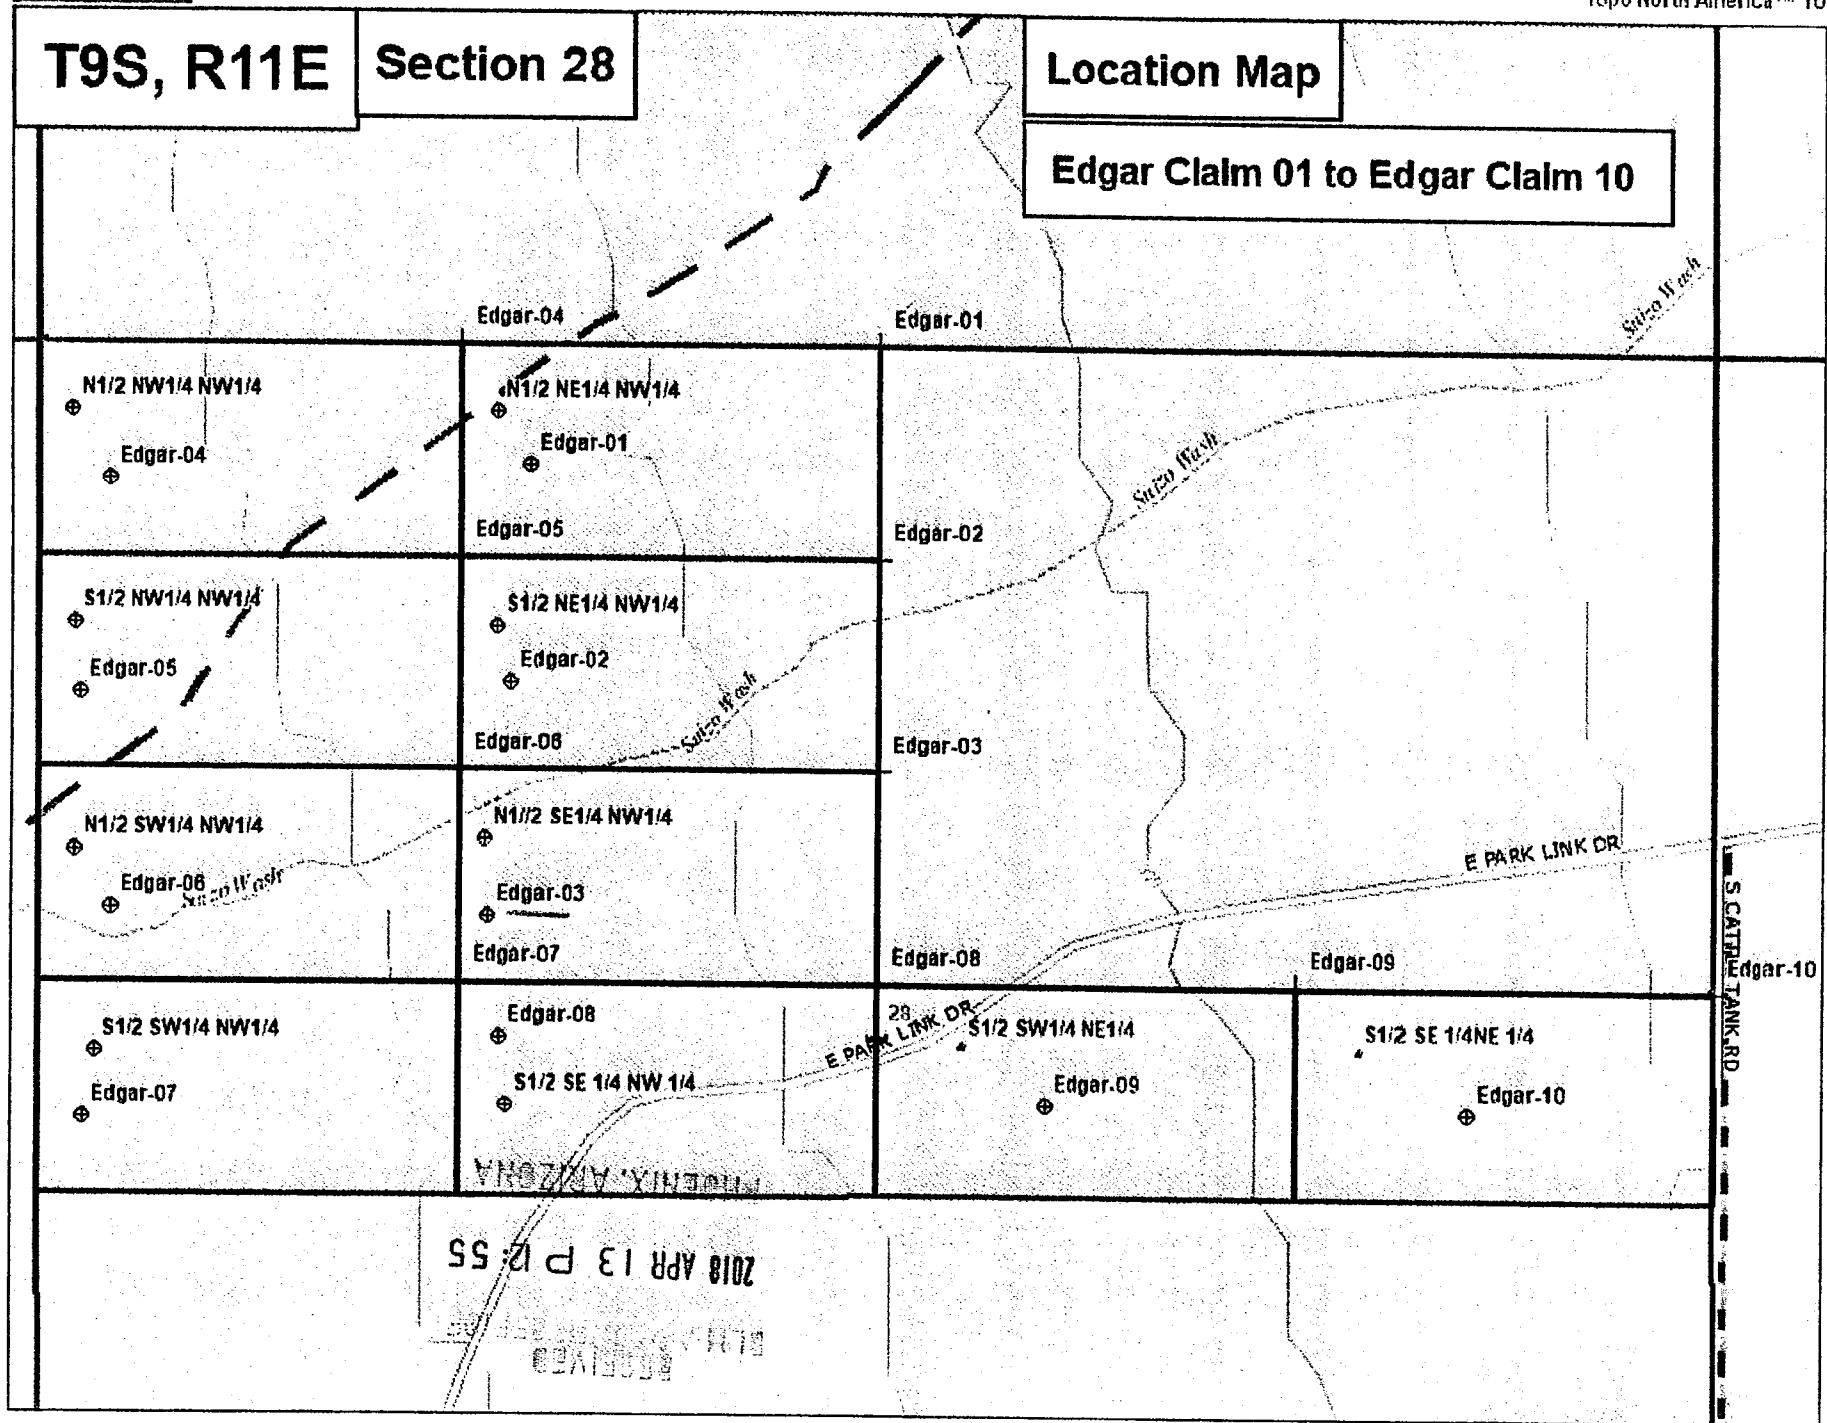 Topo North America™ 10
T9S, R11E
Section 28
Location Map
Edgar Claim 01 to Edgar Claim 10
Suizo Wash
Edgar-04
Edgar-01
N1/2 NW1/4 NW1/4
N1/2 NE1/4 NW1/4
Edgar-04
Edgar-01
Suizo Wash
Edgar-05
Edgar-02
S1/2 NW1/4 NW1/4
S1/2 NE1/4 NW1/4
Edgar-05
Edgar-02
Suizo Wash
Edgar-06
Edgar-03
N1/2 SW1/4 NW1/4
N1//2 SE1/4 NW1/4
E PARK LINK DR
Edgar-06
Suizo Wash
Edgar-03
S CATTLE TANK RD
Edgar-07
Edgar-08
Edgar-09
Edgar-10
S1/2 SW1/4 NW1/4
Edgar-08
28
E PARK LINK DR
S1/2 SW1/4 NE1/4
S1/2 SE 1/4NE 1/4
Edgar-07
S1/2 SE 1/4 NW 1/4
Edgar-09
Edgar-10
PHOENIX, ARIZONA
2018 APR 13 P 12:55
RECEIVED